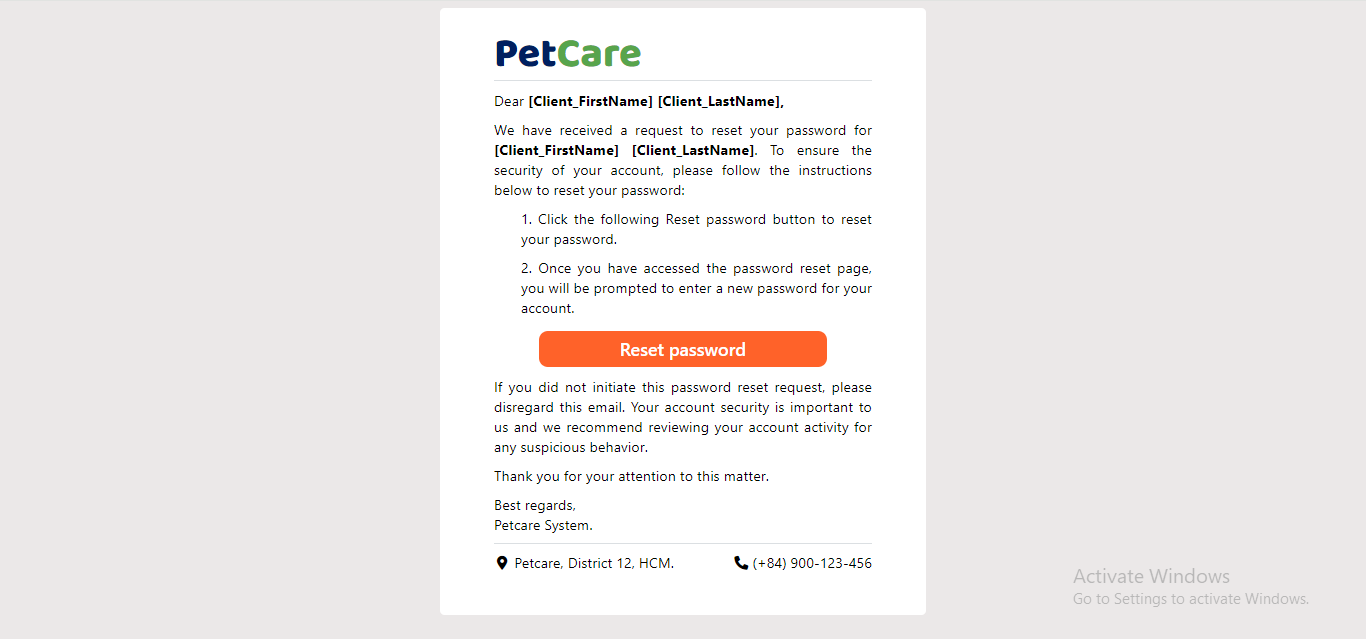 PetCare
Dear [Client_FirstName] [Client_LastName],
We have received a request to reset your password for
[Client_FirstName] [Client_LastName]. To ensure the
security of your account, please follow the instructions
below to reset your password:
1. Click the following Reset password button to reset
your password.
2. Once you have accessed the password reset page,
you will be prompted to enter a new password for your
account.
Reset password
If you did not initiate this password reset request, please
disregard this email. Your account security is important to
us and we recommend reviewing your account activity for
any suspicious behavior.
Thank you for your attention to this matter.
Best regards,
Petcare System.
Petcare, District 12, HCM. (+84) 900-123-456
Activate Windows
Go to Settings to activate Windows.